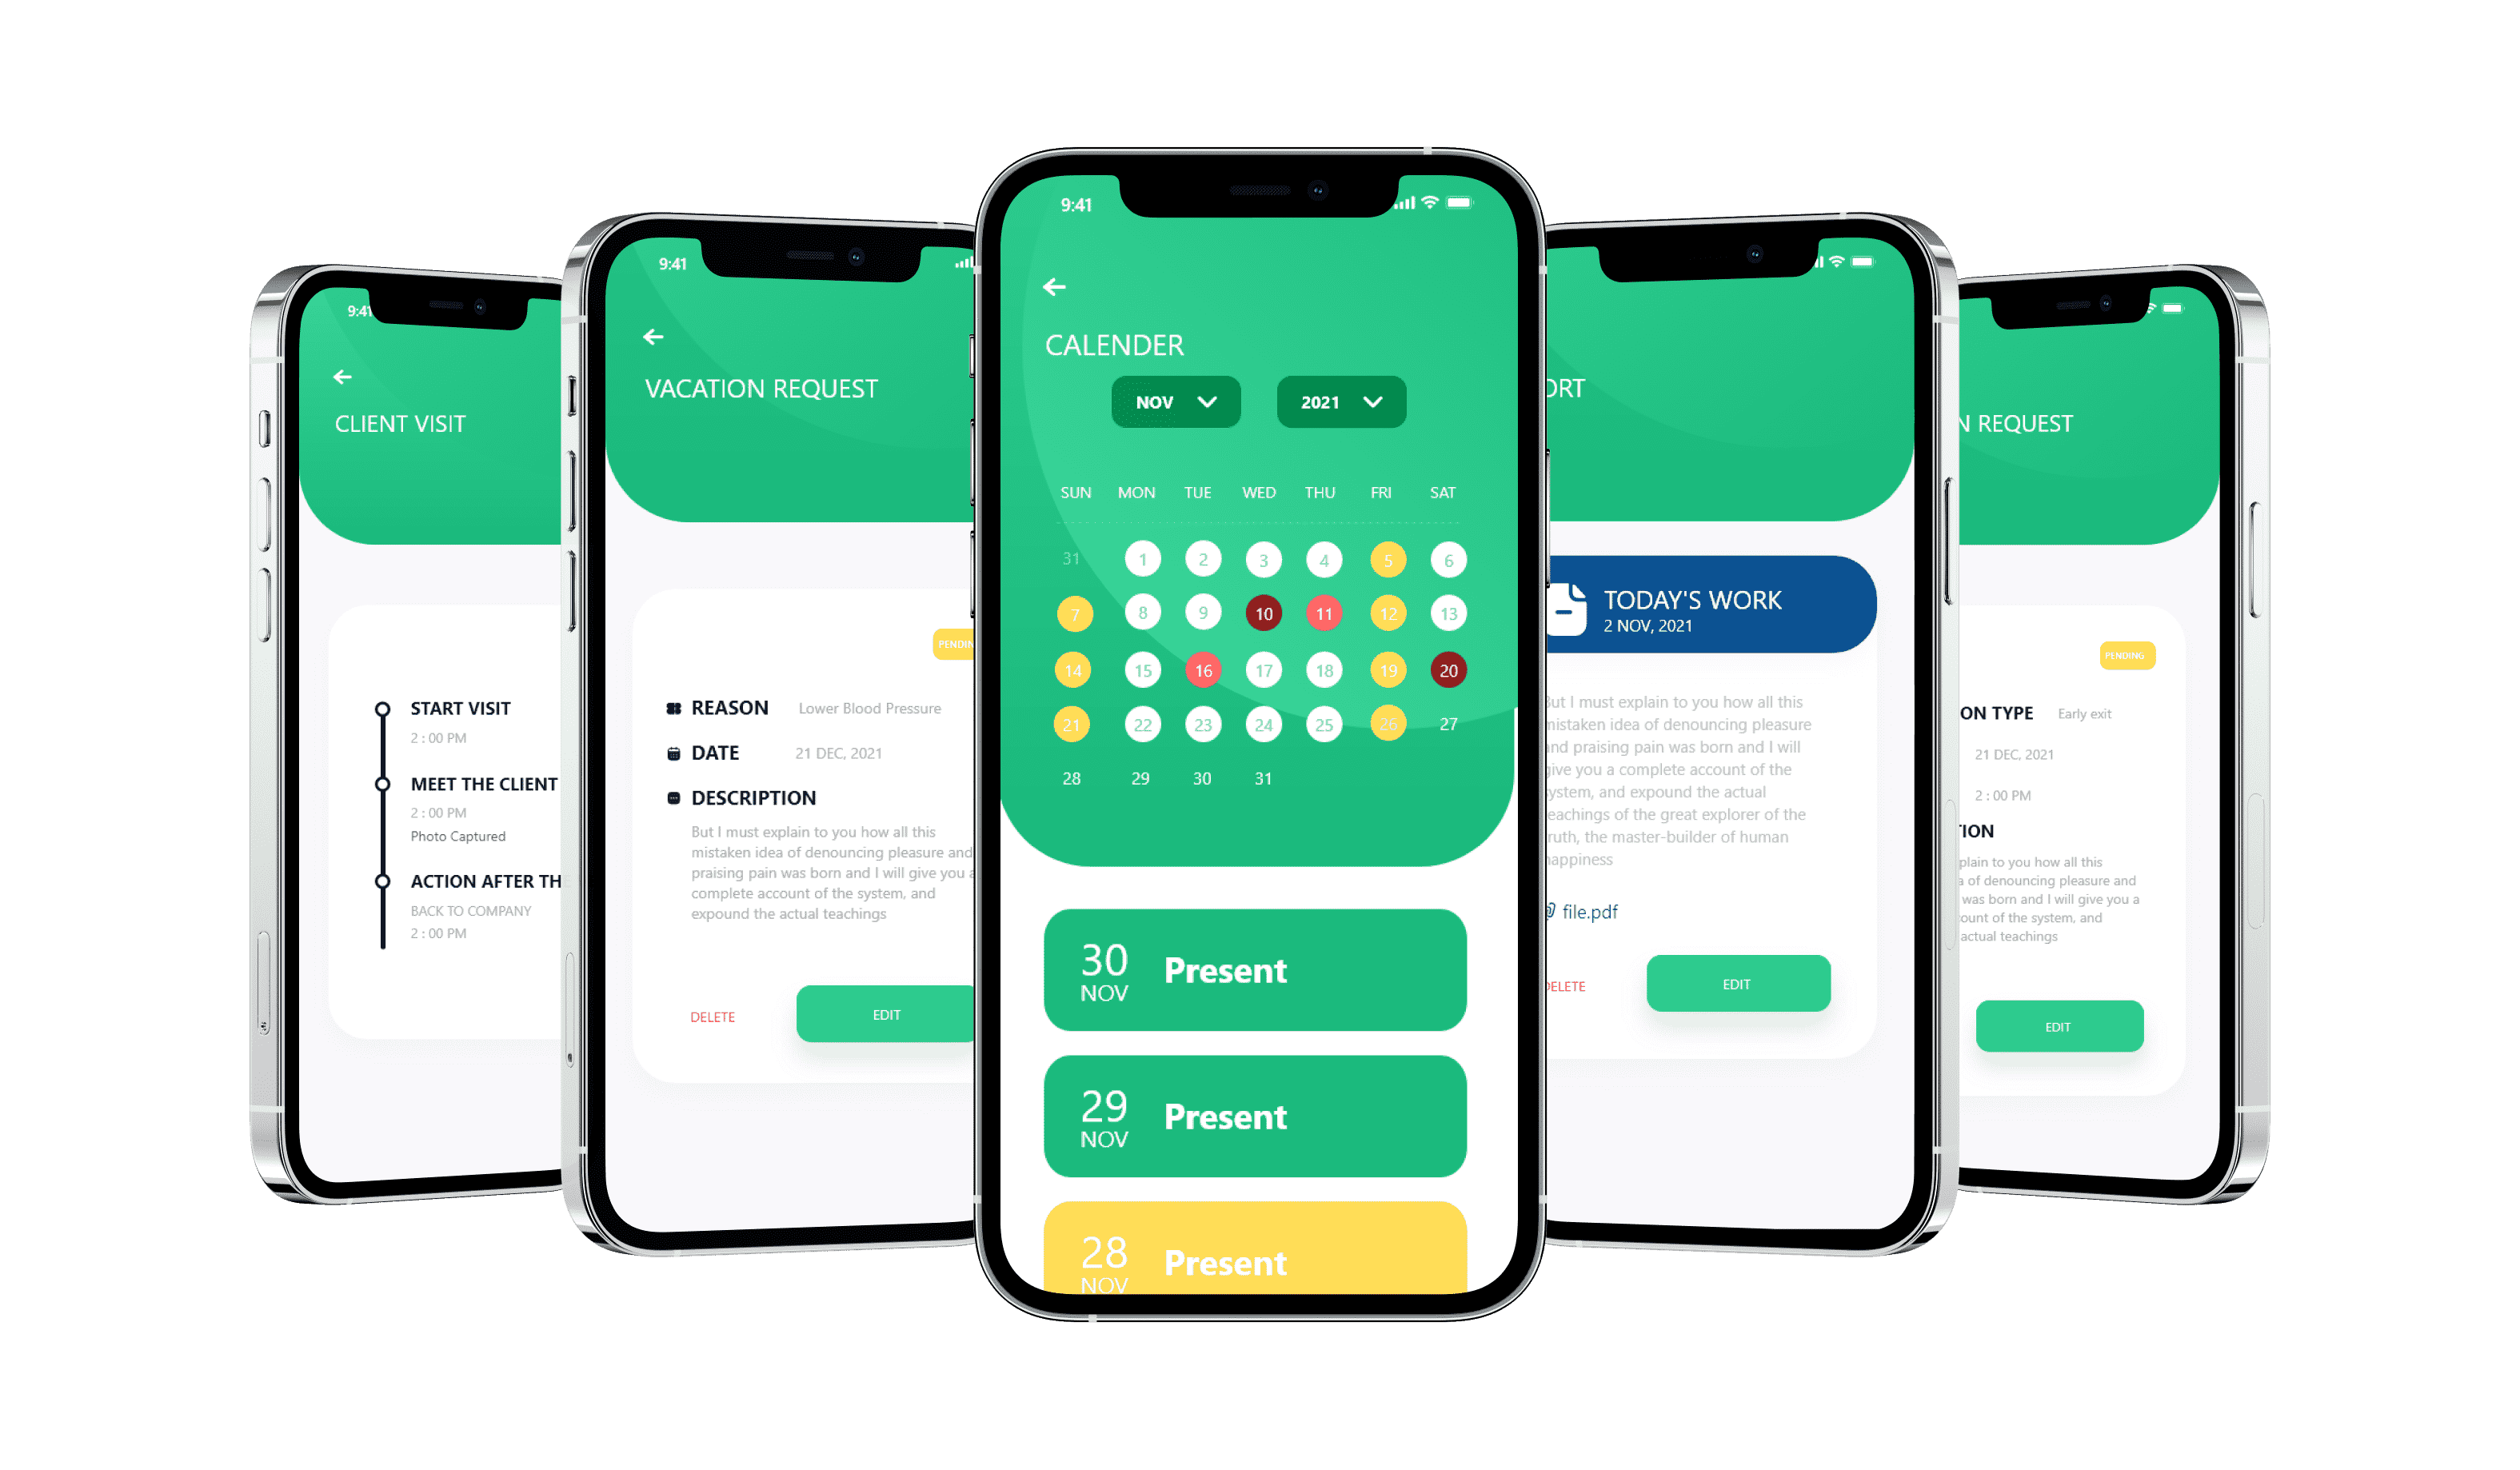 9:41
CLIENT VISIT
START VISIT
2 : 00 PM
MEET THE CLIENT
2 : 00 PM
Photo Captured
ACTION AFTER TH
BACK TO COMPANY
2 : 00 PM
9:41
VACATION REQUEST
PENDIN
REASON Lower Blood Pressure
DATE 21 DEC, 2021
DESCRIPTION
But I must explain to you how all this
mistaken idea of denouncing pleasure and
praising pain was born and I will give you a
complete account of the system, and
expound the actual teachings
DELETE EDIT
9:41
CALENDER
NOV 2021
SUN MON TUE WED THU FRI SAT
31 1 2 3 4 5 6
7 8 9 10 11 12 13
14 15 16 17 18 19 20
21 22 23 24 25 26 27
28 29 30 31
30
NOV
Present
29
NOV
Present
28
NOV
Present
ORT
TODAY'S WORK
2 NOV, 2021
But I must explain to you how all this
mistaken idea of denouncing pleasure
and praising pain was born and I will
give you a complete account of the
system, and expound the actual
teachings of the great explorer of the
truth, the master-builder of human
happiness
file.pdf
DELETE EDIT
N REQUEST
PENDING
ON TYPE Early exit
21 DEC, 2021
2 : 00 PM
TION
plain to you how all this
a of denouncing pleasure and
was born and I will give you a
ount of the system, and
actual teachings
EDIT